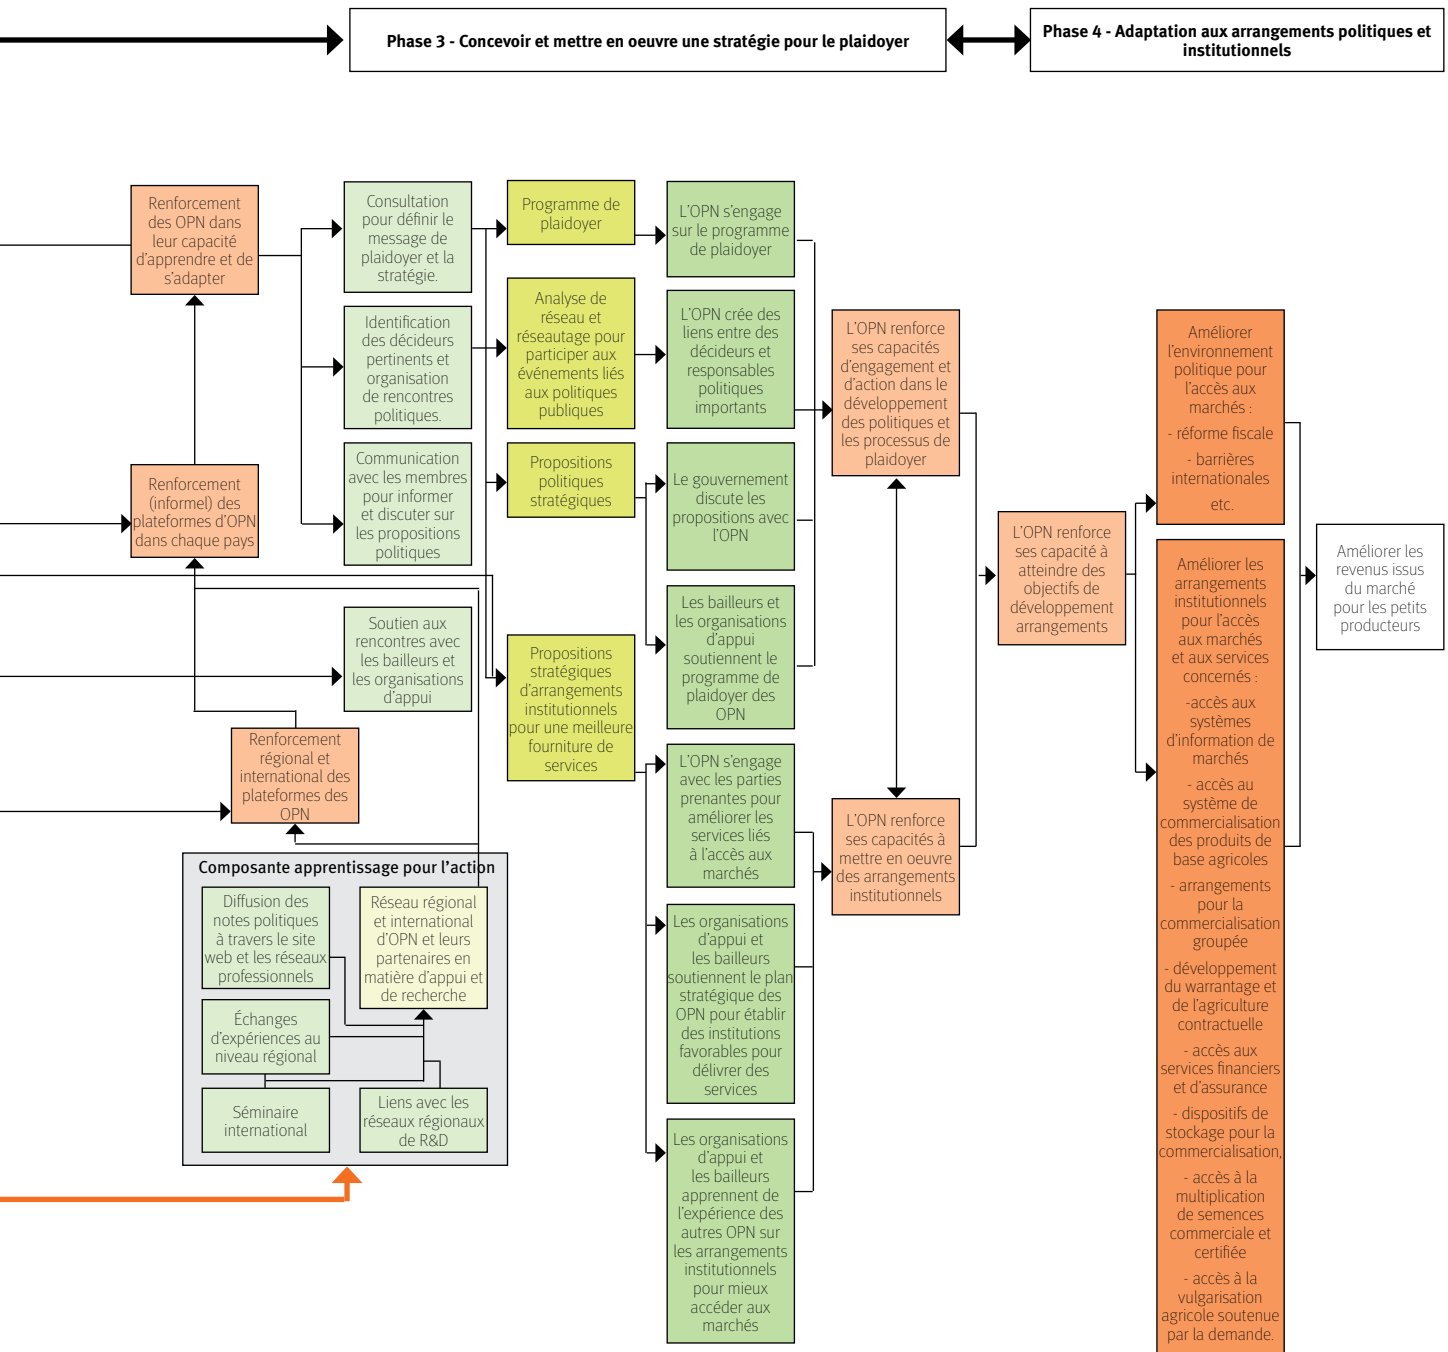 Phase 3 - Concevoir et mettre en oeuvre une stratégie pour le plaidoyer
Phase 4 - Adaptation aux arrangements politiques et
institutionnels
Renforcement
des OPN dans
leur capacité
d'apprendre et de
s'adapter
Renforcement
(informel) des
plateformes d'OPN
dans chaque pays
Renforcement
régional et
international des
plateformes des
OPN
Composante apprentissage pour l'action
Diffusion des
notes politiques
à travers le site
web et les réseaux
professionnels
Échanges
d'expériences au
niveau régional
Séminaire
international
Réseau régional
et international
d'OPN et leurs
partenaires en
matière d'appui et
de recherche
Liens avec les
réseaux régionaux
de R&D
Consultation
pour définir le
message de
plaidoyer et la
stratégie.
Identification
des décideurs
pertinents et
organisation
de rencontres
politiques.
Communication
avec les membres
pour informer
et discuter sur
les propositions
politiques
Soutien aux
rencontres avec
les bailleurs et
les organisations
d'appui
Programme de
plaidoyer
Analyse de
réseau et
réseautage pour
participer aux
événements liés
aux politiques
publiques
Propositions
politiques
stratégiques
Propositions
stratégiques
d'arrangements
institutionnels
pour une meilleure
fourniture de
services
L'OPN s'engage
sur le programme
de plaidoyer
L'OPN crée des
liens entre des
décideurs et
responsables
politiques
importants
Le gouvernement
discute les
propositions avec
l'OPN
Les bailleurs et
les organisations
d'appui
soutiennent le
programme de
plaidoyer des
OPN
L'OPN s'engage
avec les parties
prenantes pour
améliorer les
services liés
à l'accès aux
marchés
Les organisations
d'appui et
les bailleurs
soutiennent le plan
stratégique des
OPN pour établir
des institutions
favorables pour
délivrer des
services
Les organisations
d'appui et
les bailleurs
apprennent de
l'expérience des
autres OPN sur
les arrangements
institutionnels
pour mieux
accéder aux
marchés
L'OPN renforce
ses capacités
d'engagement et
d'action dans le
développement
des politiques et
les processus de
plaidoyer
L'OPN renforce
ses capacités à
mettre en oeuvre
des arrangements
institutionnels
L'OPN renforce
ses capacité à
atteindre des
objectifs de
développement
arrangements
Améliorer
l'environnement
politique pour
l'accès aux
marchés :
- réforme fiscale
- barrières
internationales
etc.
Améliorer les
arrangements
institutionnels
pour l'accès
aux marchés
et aux services
concernés :
-accès aux
systèmes
d'information de
marchés
- accès au
système de
commercialisation
des produits de
base agricoles
- arrangements
pour la
commercialisation
groupée
- développement
du warrantage et
de l'agriculture
contractuelle
- accès aux
services financiers
et d'assurance
- dispositifs de
stockage pour la
commercialisation,
- accès à la
multiplication
de semences
commerciale et
certifiée
- accès à la
vulgarisation
agricole soutenue
par la demande.
Améliorer les
revenus issus
du marché
pour les petits
producteurs